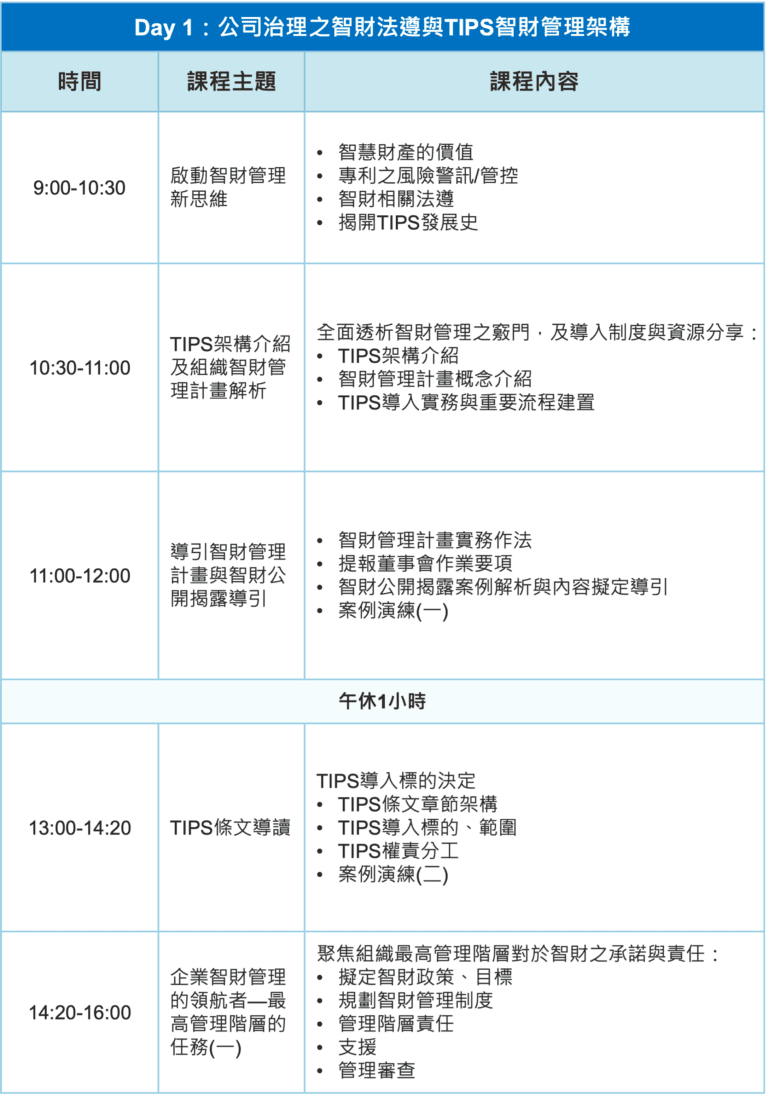 Day 1：公司治理之智財法遵與TIPS智財管理架構
時間
課程主題
課程內容
9:00-10:30
啟動智財管理
新思維
• 智慧財產的價值
• 專利之風險警訊/管控
• 智財相關法遵
• 揭開TIPS發展史
10:30-11:00
TIPS架構介紹
及組織智財管
理計畫解析
全面透析智財管理之竅門，及導入制度與資源分享：
• TIPS架構介紹
• 智財管理計畫概念介紹
• TIPS導入實務與重要流程建置
11:00-12:00
導引智財管理
計畫與智財公
開揭露導引
• 智財管理計畫實務作法
• 提報董事會作業要項
• 智財公開揭露案例解析與內容擬定導引
• 案例演練(一)
午休1小時
13:00-14:20
TIPS條文導讀
TIPS導入標的決定
• TIPS條文章節架構
• TIPS導入標的、範圍
• TIPS權責分工
• 案例演練(二)
14:20-16:00
企業智財管理
的領航者—最
高管理階層的
任務(一)
聚焦組織最高管理階層對於智財之承諾與責任：
• 擬定智財政策、目標
• 規劃智財管理制度
• 管理階層責任
• 支援
• 管理審查